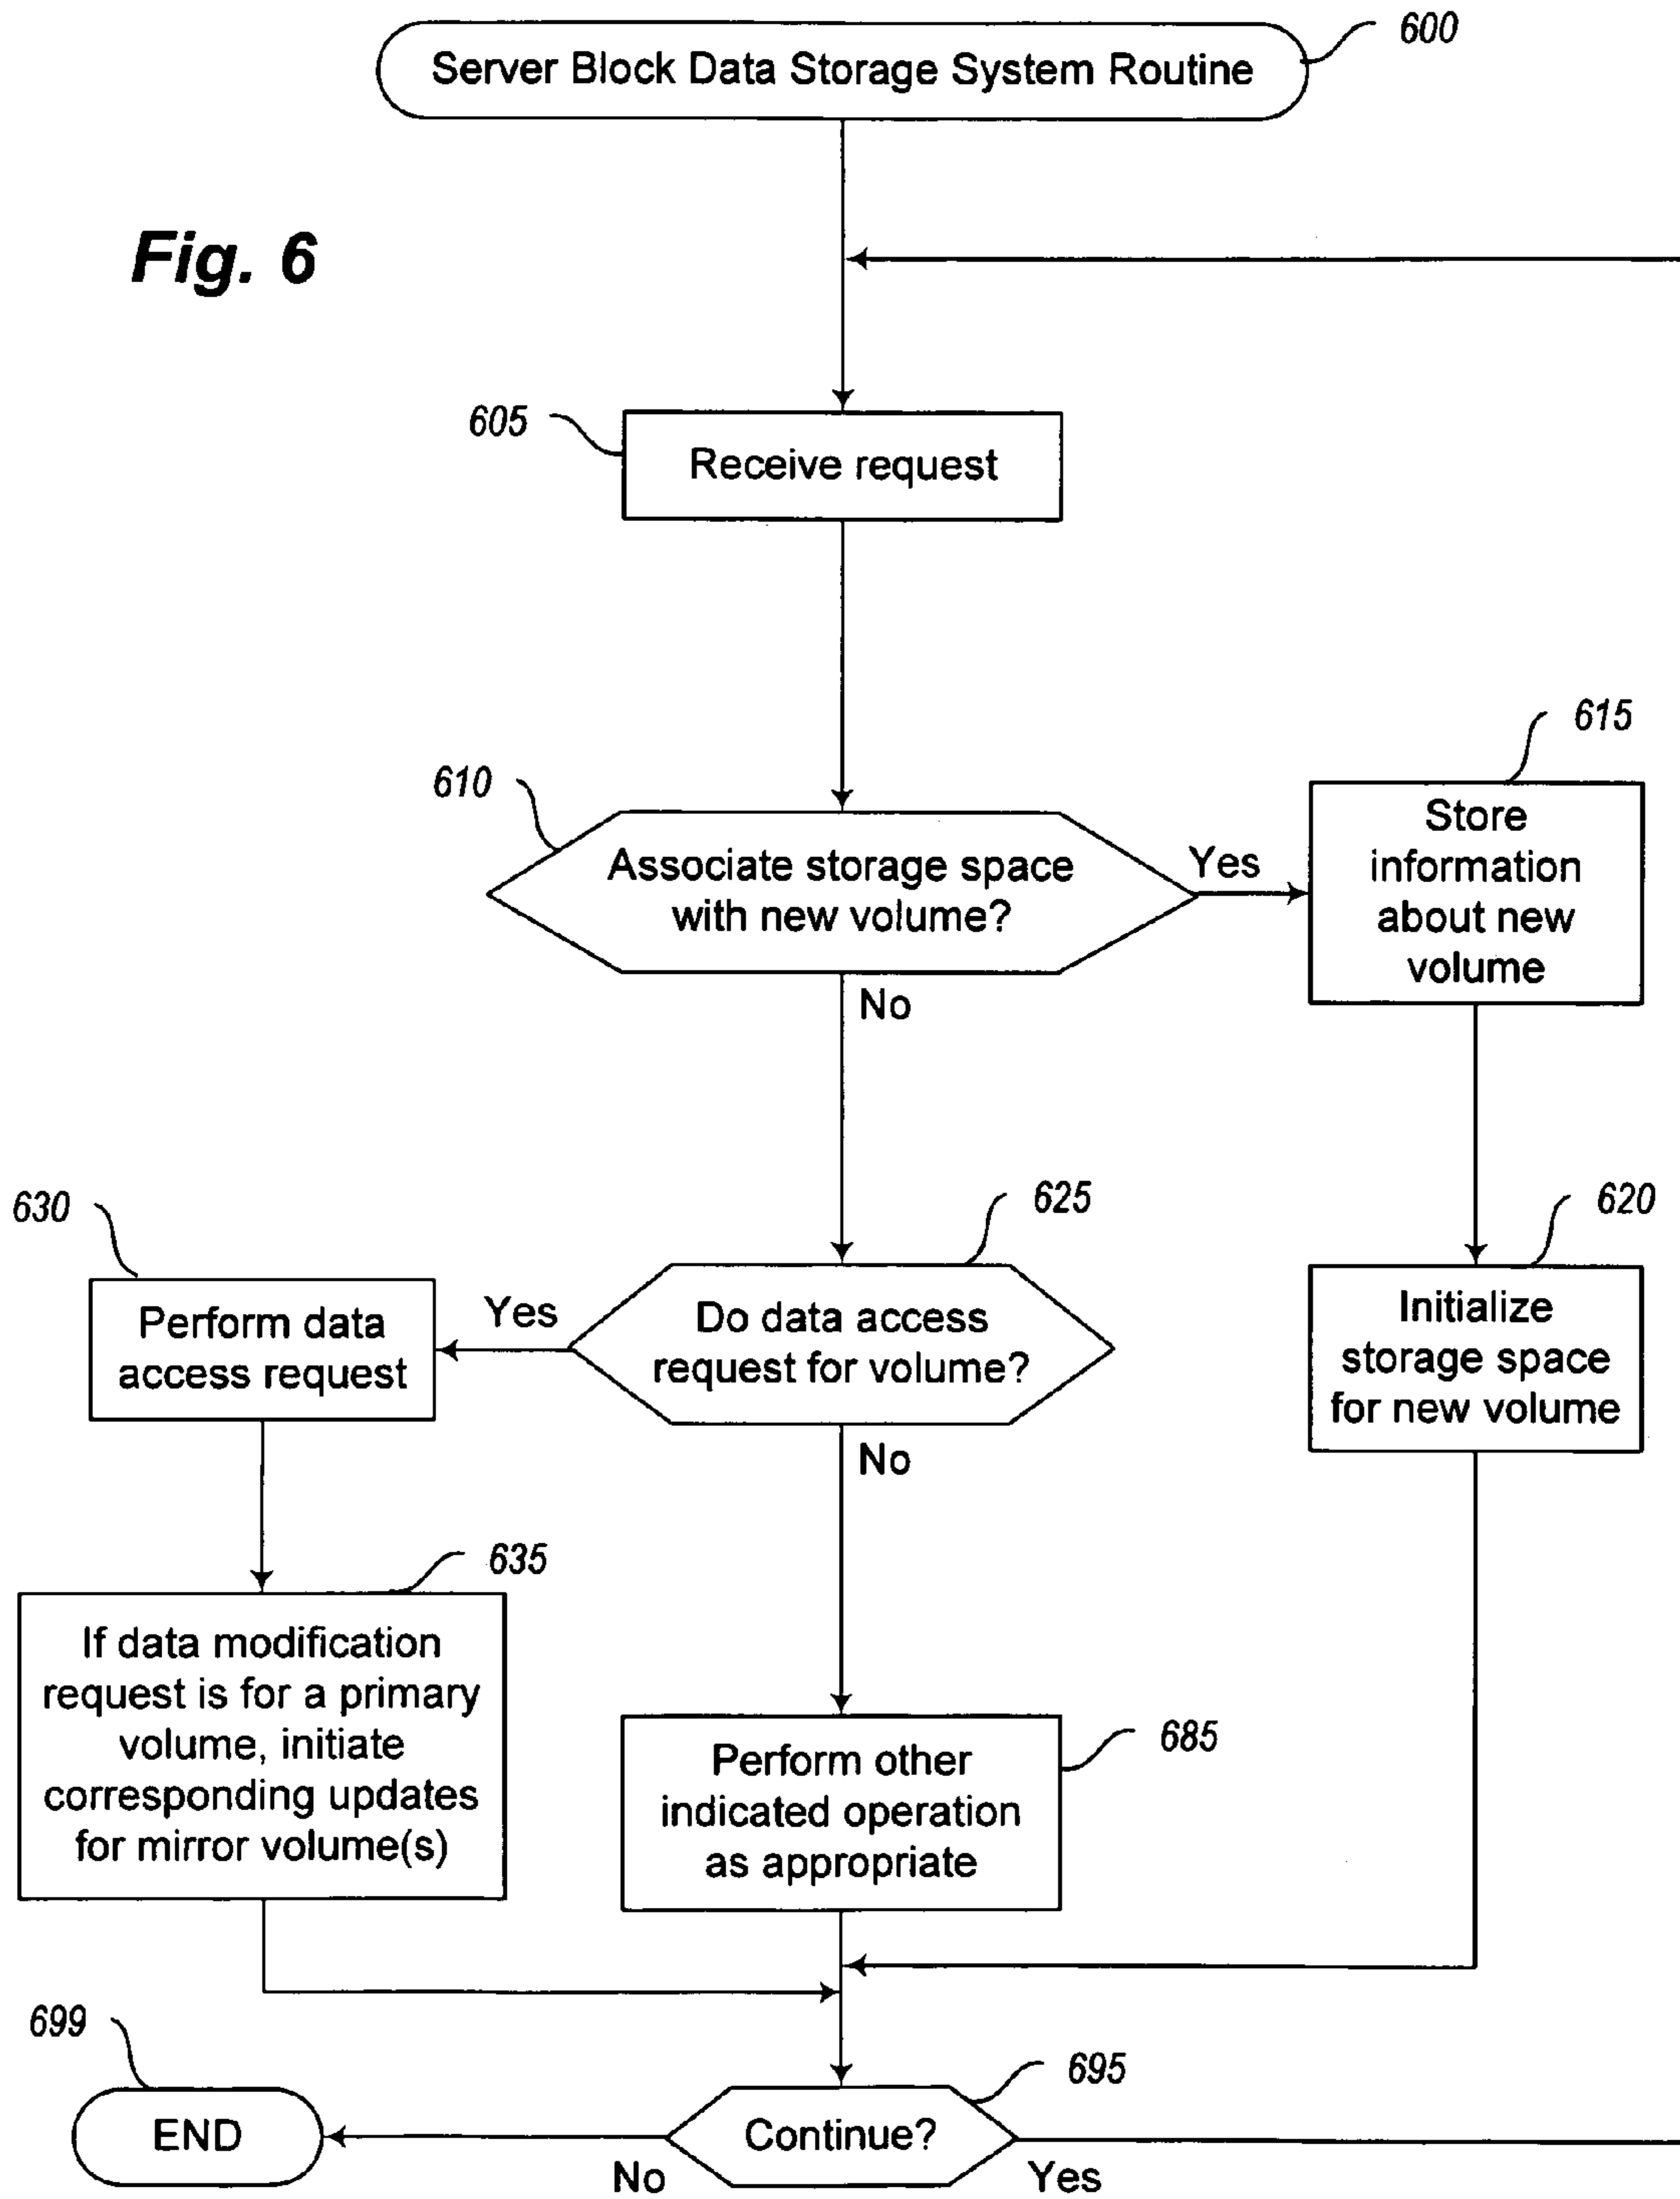 Server Block Data Storage System Routine
600
Fig. 6
605
Receive request
610
Associate storage space
with new volume?
Yes
No
615
Store
information
about new
volume
620
Initialize
storage space
for new volume
625
Do data access
request for volume?
Yes
No
630
Perform data
access request
635
If data modification
request is for a primary
volume, initiate
corresponding updates
for mirror volume(s)
685
Perform other
indicated operation
as appropriate
695
Continue?
No
Yes
699
END